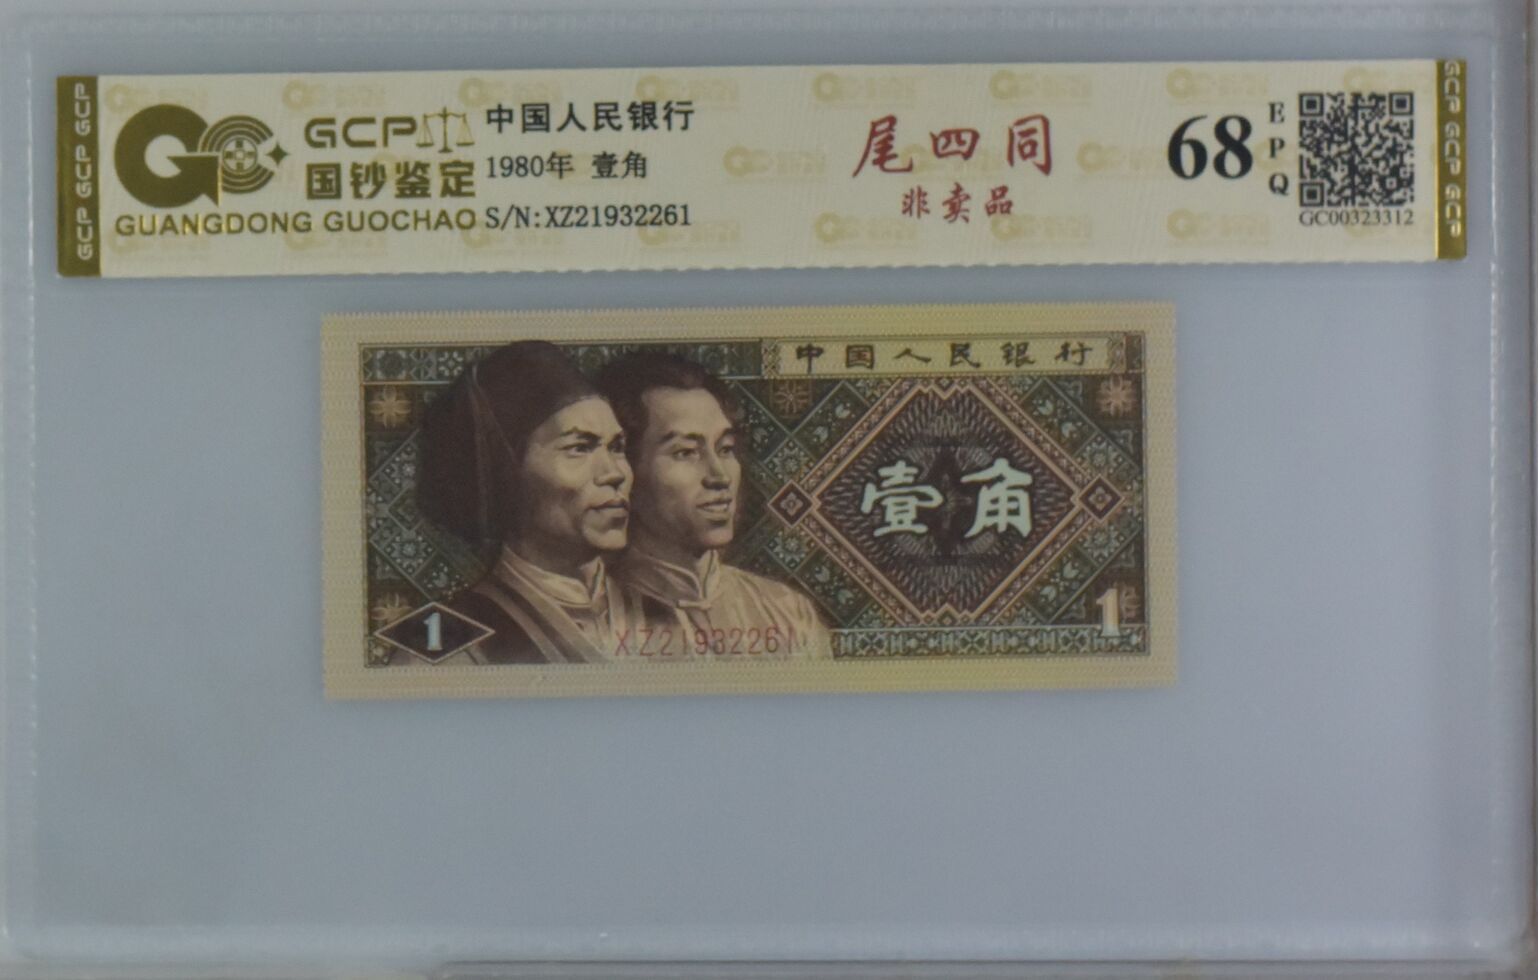 GCP GCP GCP
GCP
国钞鉴定
GUANGDONG GUOCHAO
中国人民银行
1980年 壹角
S/N:XZ21932261
尾四同
非卖品
68
EPQ
GC00323312
GCP GCP GCP
中国人民银行
壹角
1
1
XZ21932261